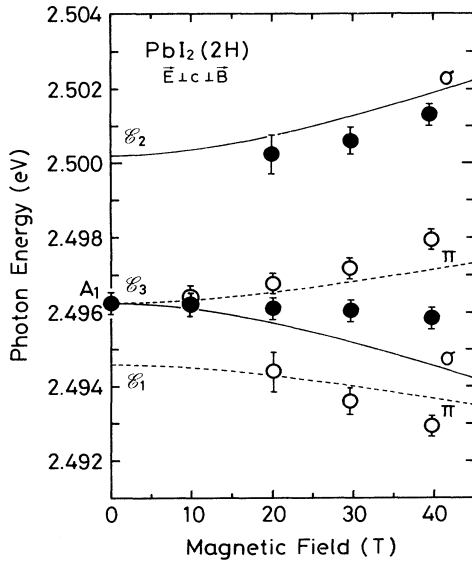 2.504
2.502
2.500
2.498
2.496
2.494
2.492
Photon Energy (eV)
PbI₂(2H)
E⃗⊥c⊥B⃗
σ
ℰ₂
π
A₁
ℰ₃
σ
ℰ₁
π
0 10 20 30 40
Magnetic Field (T)